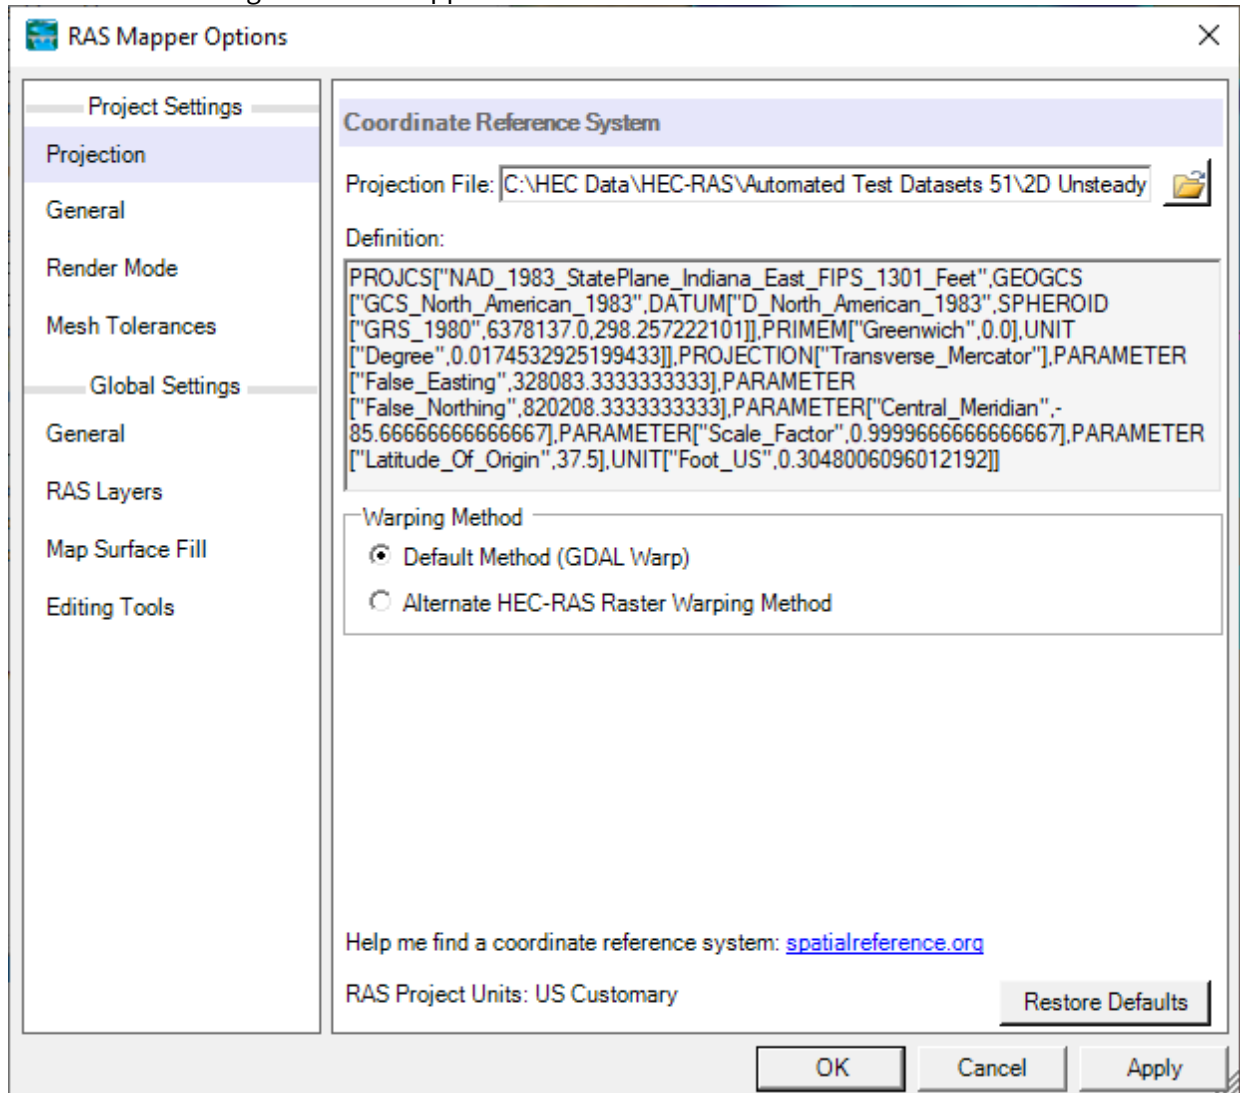 RAS Mapper Options
Project Settings
Projection
General
Render Mode
Mesh Tolerances
Global Settings
General
RAS Layers
Map Surface Fill
Editing Tools
Coordinate Reference System
Projection File: C:\HEC Data\HEC-RAS\Automated Test Datasets 51\2D Unsteady
Definition:
PROJCS["NAD_1983_StatePlane_Indiana_East_FIPS_1301_Feet",GEOGCS
["GCS_North_American_1983",DATUM["D_North_American_1983",SPHEROID
["GRS_1980",6378137.0,298.257222101]],PRIMEM["Greenwich",0.0],UNIT
["Degree",0.0174532925199433]],PROJECTION["Transverse_Mercator"],PARAMETER
["False_Easting",328083.3333333333],PARAMETER
["False_Northing",820208.3333333333],PARAMETER["Central_Meridian",-
85.66666666666667],PARAMETER["Scale_Factor",0.9999666666666667],PARAMETER
["Latitude_Of_Origin",37.5],UNIT["Foot_US",0.3048006096012192]]
Warping Method
Default Method (GDAL Warp)
Alternate HEC-RAS Raster Warping Method
Help me find a coordinate reference system: spatialreference.org
RAS Project Units: US Customary
Restore Defaults
OK
Cancel
Apply